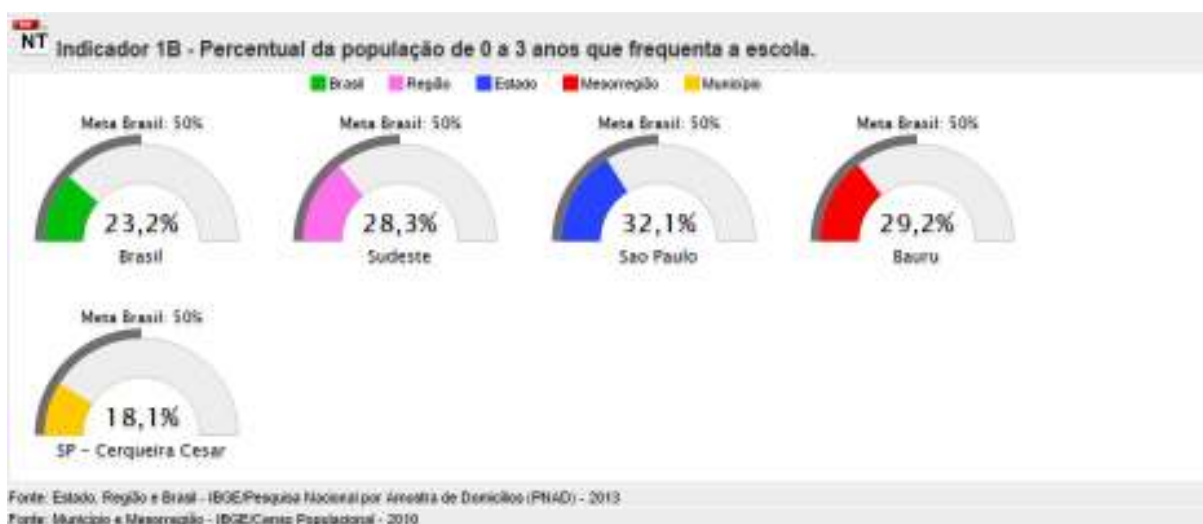 NT Indicador 1B - Percentual da população de 0 a 3 anos que frequenta a escola.
Brasil Região Estado Mesorregião Município
Meta Brasil: 50% Meta Brasil: 50% Meta Brasil: 50% Meta Brasil: 50%
23,2% 28,3% 32,1% 29,2%
Brasil Sudeste Sao Paulo Bauru
Meta Brasil: 50%
18,1%
SP - Cerqueira Cesar
Fonte: Estado, Região e Brasil - IBGE/Pesquisa Nacional por Amostra de Domicílios (PNAD) - 2013
Fonte: Município e Mesorregião - IBGE/Censo Populacional - 2010